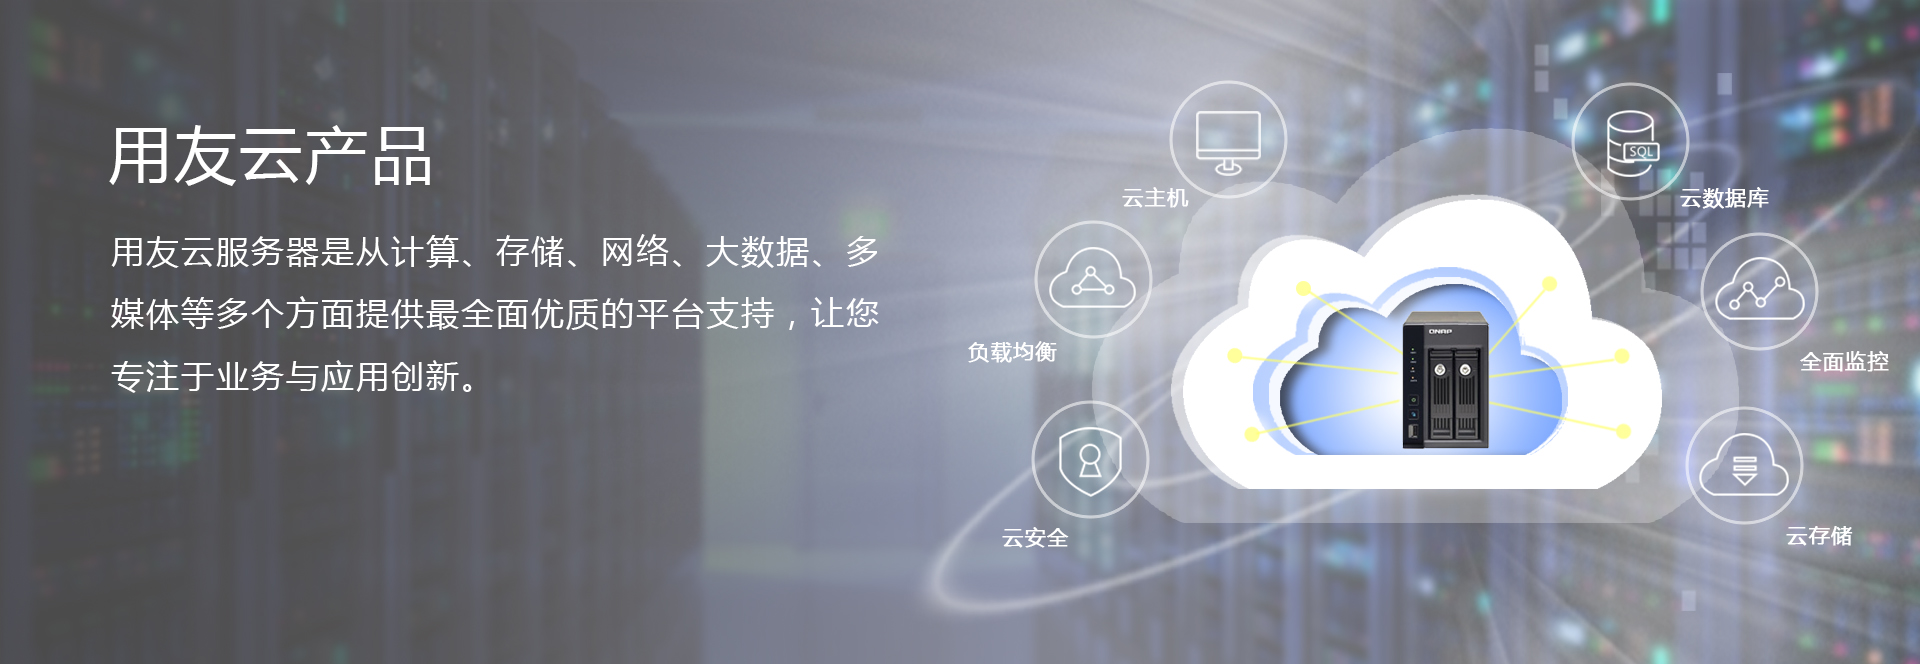 用友云产品
用友云服务器是从计算、存储、网络、大数据、多
媒体等多个方面提供最全面优质的平台支持，让您
专注于业务与应用创新。
云主机
SQL
云数据库
负载均衡
QNAP
全面监控
云安全
云存储